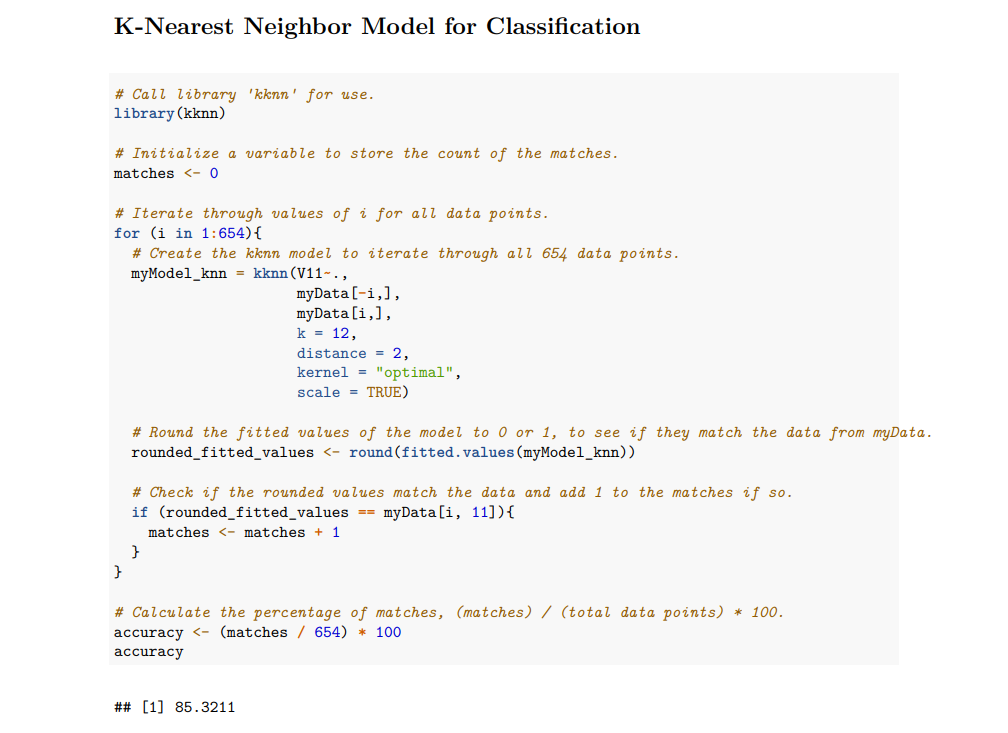 K-Nearest Neighbor Model for Classification
# Call library 'kknn' for use.
library(kknn)
# Initialize a variable to store the count of the matches.
matches <- 0
# Iterate through values of i for all data points.
for (i in 1:654){
  # Create the kknn model to iterate through all 654 data points.
  myModel_knn = kknn(V11~.,
                     myData[-i,],
                     myData[i,],
                     k = 12,
                     distance = 2,
                     kernel = "optimal",
                     scale = TRUE)
  # Round the fitted values of the model to 0 or 1, to see if they match the data from myData.
  rounded_fitted_values <- round(fitted.values(myModel_knn))
  # Check if the rounded values match the data and add 1 to the matches if so.
  if (rounded_fitted_values == myData[i, 11]){
    matches <- matches + 1
  }
}
# Calculate the percentage of matches, (matches) / (total data points) * 100.
accuracy <- (matches / 654) * 100
accuracy
## [1] 85.3211